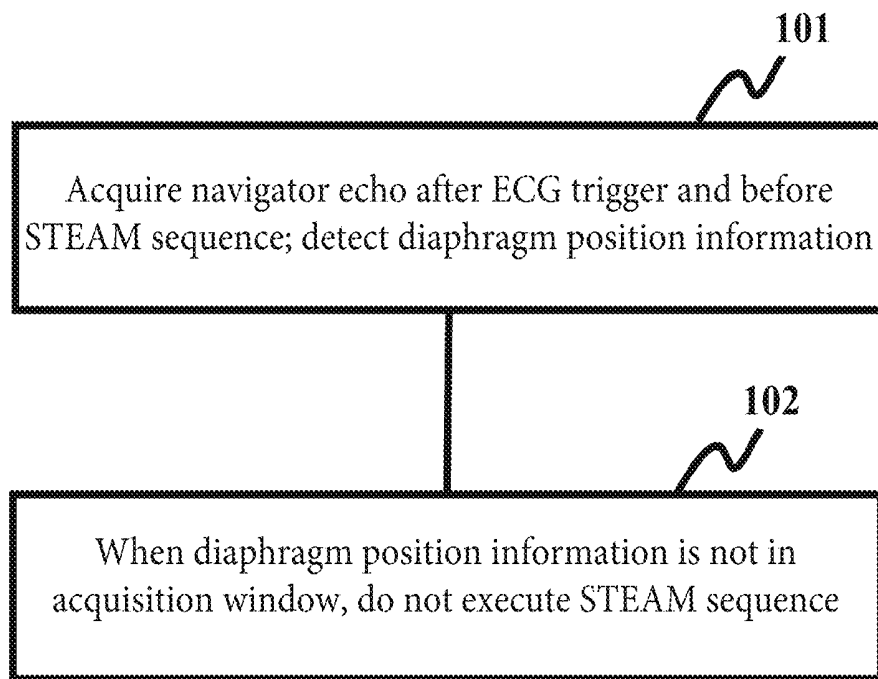 101
Acquire navigator echo after ECG trigger and before
STEAM sequence; detect diaphragm position information
102
When diaphragm position information is not in
acquisition window, do not execute STEAM sequence